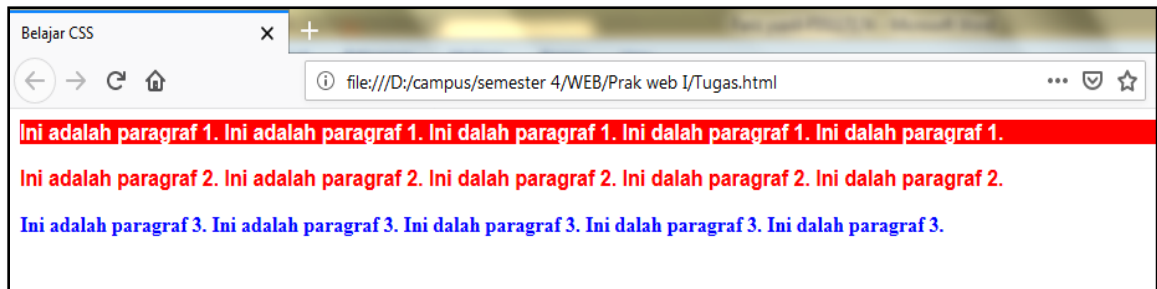 Belajar CSS
file:///D:/campus/semester 4/WEB/Prak web I/Tugas.html
Ini adalah paragraf 1. Ini adalah paragraf 1. Ini dalah paragraf 1. Ini dalah paragraf 1. Ini dalah paragraf 1.
Ini adalah paragraf 2. Ini adalah paragraf 2. Ini dalah paragraf 2. Ini dalah paragraf 2. Ini dalah paragraf 2.
Ini adalah paragraf 3. Ini adalah paragraf 3. Ini dalah paragraf 3. Ini dalah paragraf 3. Ini dalah paragraf 3.